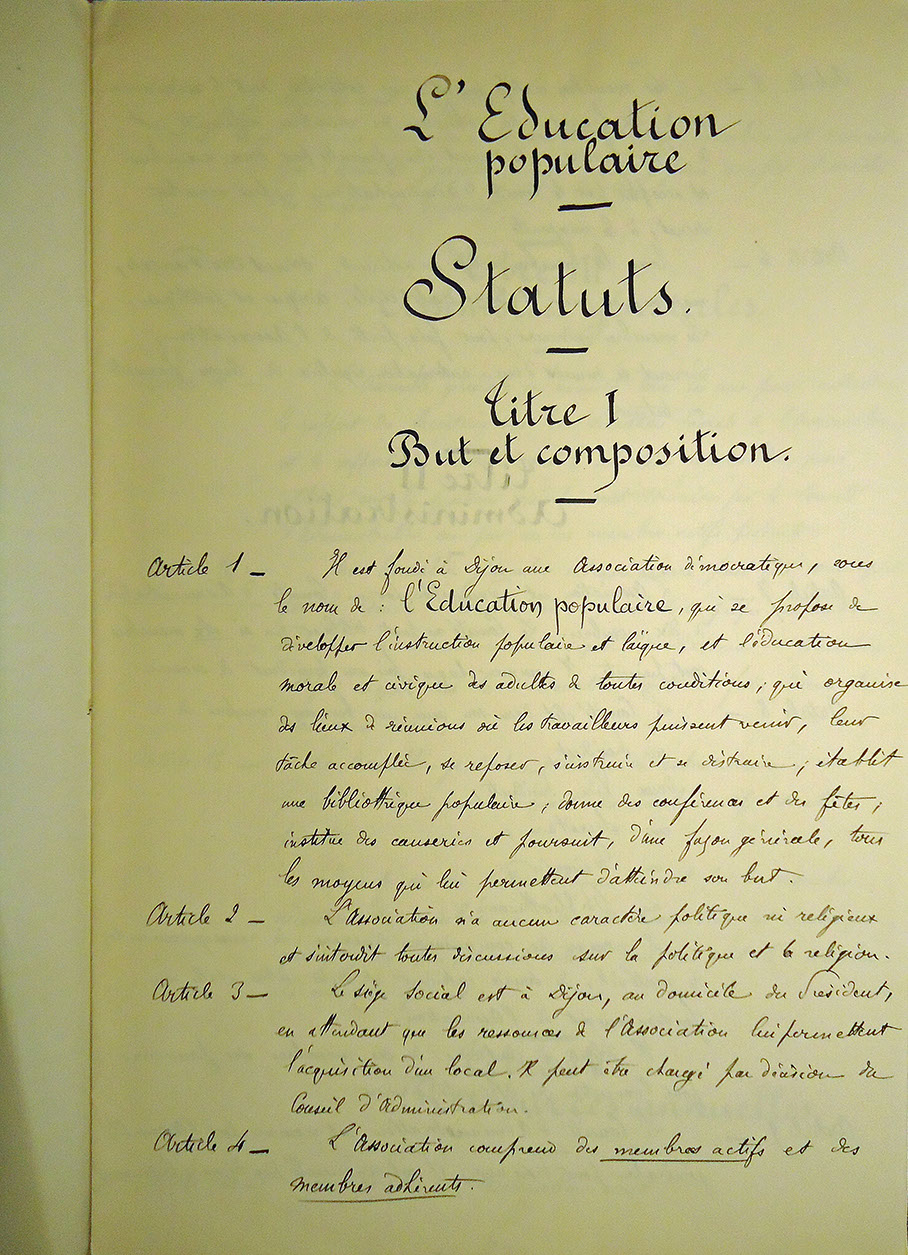 L'Education
populaire
Statuts.
Titre I
But et composition.
Article 1 _ Il est fondé à Dijon une Association démocratique, sous
le nom de : l'Education populaire, qui se propose de
développer l'instruction populaire et laïque, et l'éducation
morale et civique des adultes de toutes conditions ; qui organise
des lieux de réunions où les travailleurs puissent venir, leur
tâche accomplie, se reposer, s'instruire et se distraire ; établit
une bibliothèque populaire ; donne des conférences et des fêtes ;
institue des causeries et poursuit, d'une façon générale, tous
les moyens qui lui permettent d'atteindre son but.
Article 2 _ L'Association n'a aucun caractère politique ni religieux
et s'interdit toutes discussions sur la politique et la religion.
Article 3 _ Le siège social est à Dijon, au domicile du Président,
en attendant que les ressources de l'Association lui permettent
l'acquisition d'un local. Il peut être changé par décision du
Conseil d'Administration.
Article 4 _ L'Association comprend des membres actifs et des
membres adhérents.
Titre II
Administration.